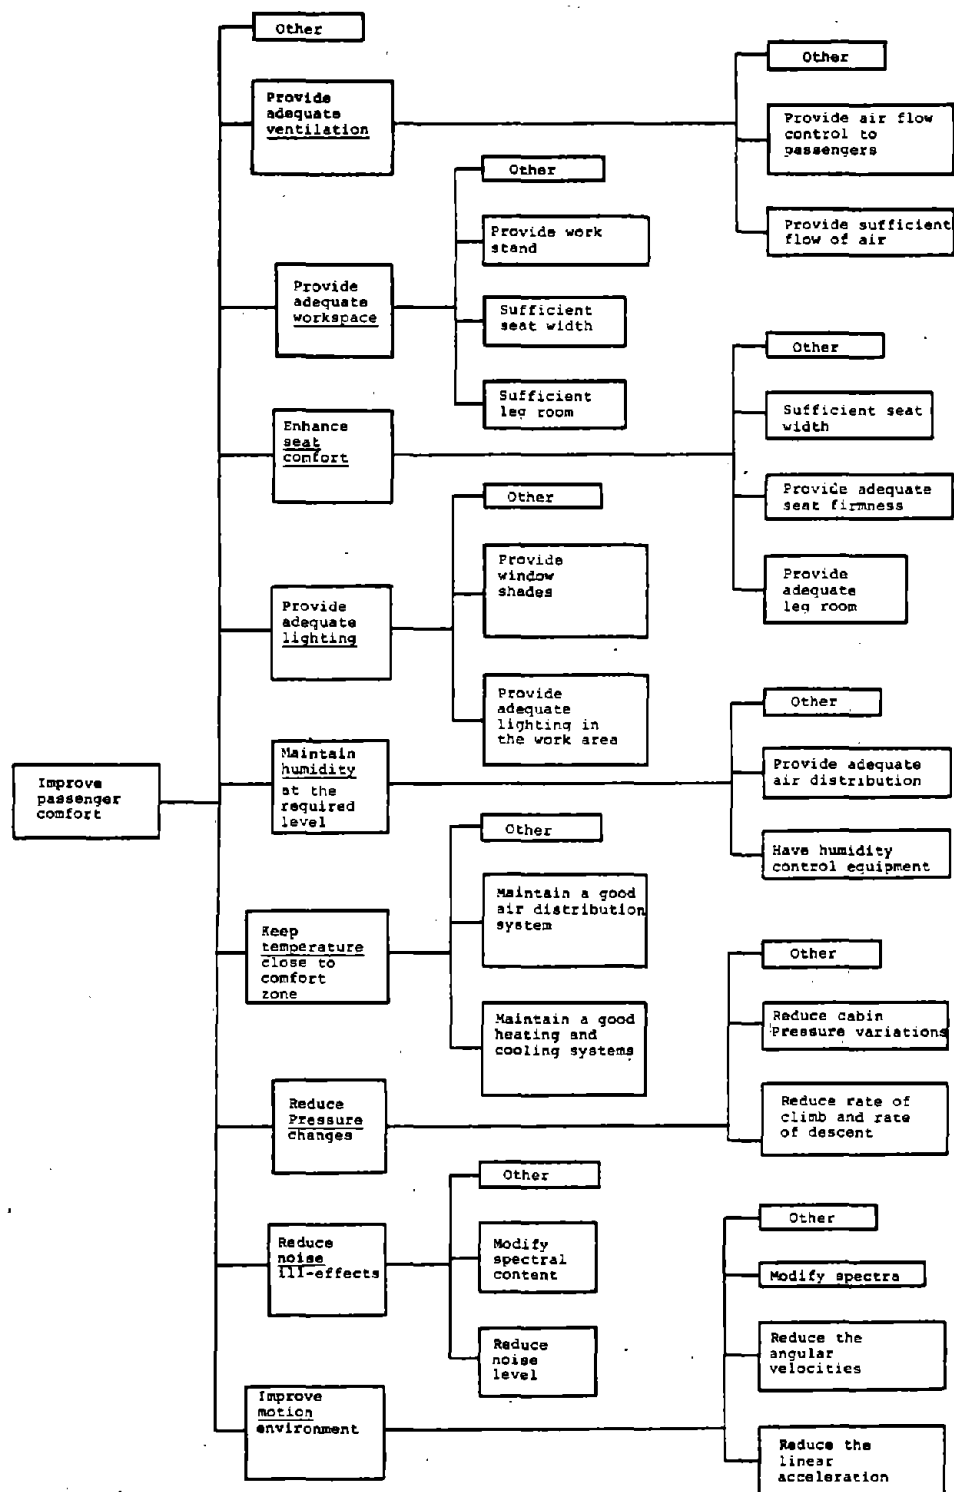 Other
Provide
adequate
ventilation
Other
Provide air flow
control to
passengers
Provide sufficient
flow of air
Provide
adequate
workspace
Other
Provide work
stand
Sufficient
seat width
Sufficient
leg room
Enhance
seat
comfort
Other
Sufficient seat
width
Provide adequate
seat firmness
Provide
adequate
leg room
Provide
adequate
lighting
Other
Provide
window
shades
Provide
adequate
lighting in
the work area
Improve
passenger
comfort
Maintain
humidity
at the
required
level
Other
Provide adequate
air distribution
Have humidity
control equipment
Keep
temperature
close to
comfort
zone
Other
Maintain a good
air distribution
system
Maintain a good
heating and
cooling systems
Reduce
Pressure
changes
Other
Reduce cabin
Pressure variations
Reduce rate of
climb and rate
of descent
Reduce
noise
ill-effects
Other
Modify
spectral
content
Reduce
noise
level
Improve
motion
environment
Other
Modify spectra
Reduce the
angular
velocities
Reduce the
linear
acceleration